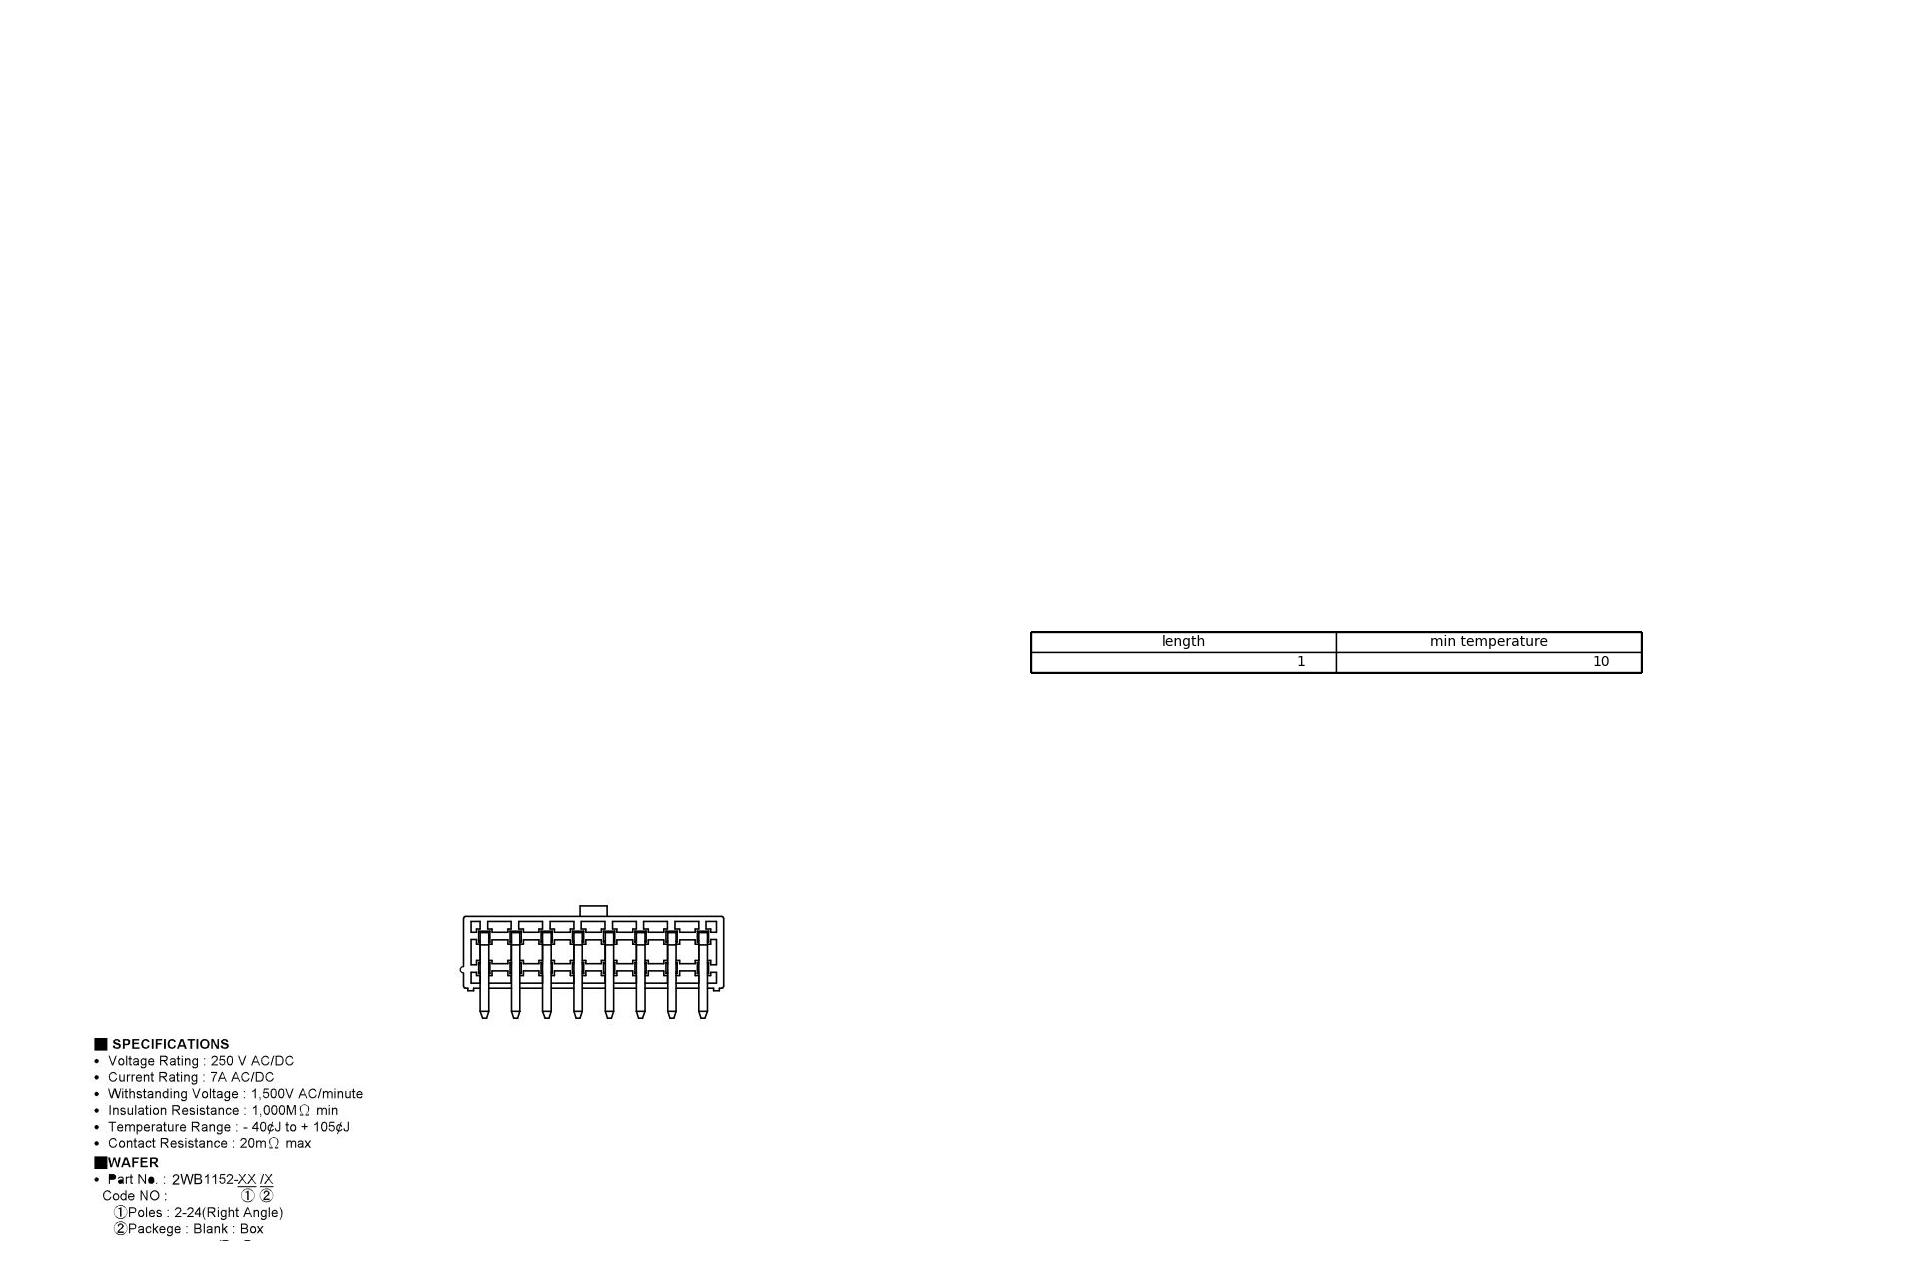 length min temperature
1 10
■ SPECIFICATIONS
• Voltage Rating : 250 V AC/DC
• Current Rating : 7A AC/DC
• Withstanding Voltage : 1,500V AC/minute
• Insulation Resistance : 1,000MΩ min
• Temperature Range : - 40¢J to + 105¢J
• Contact Resistance : 20mΩ max
■WAFER
• Part No. : 2WB1152-XX /X
Code NO : ① ②
①Poles : 2-24(Right Angle)
②Packege : Blank : Box